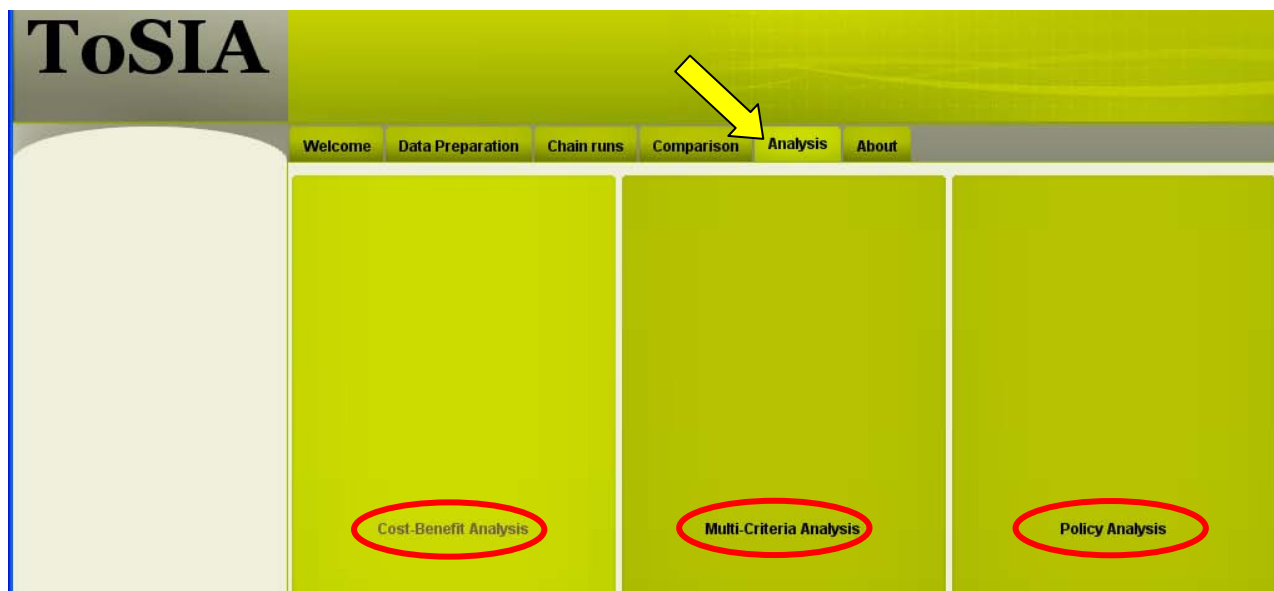 ToSIA
Welcome Data Preparation Chain runs Comparison Analysis About
Cost-Benefit Analysis Multi-Criteria Analysis Policy Analysis